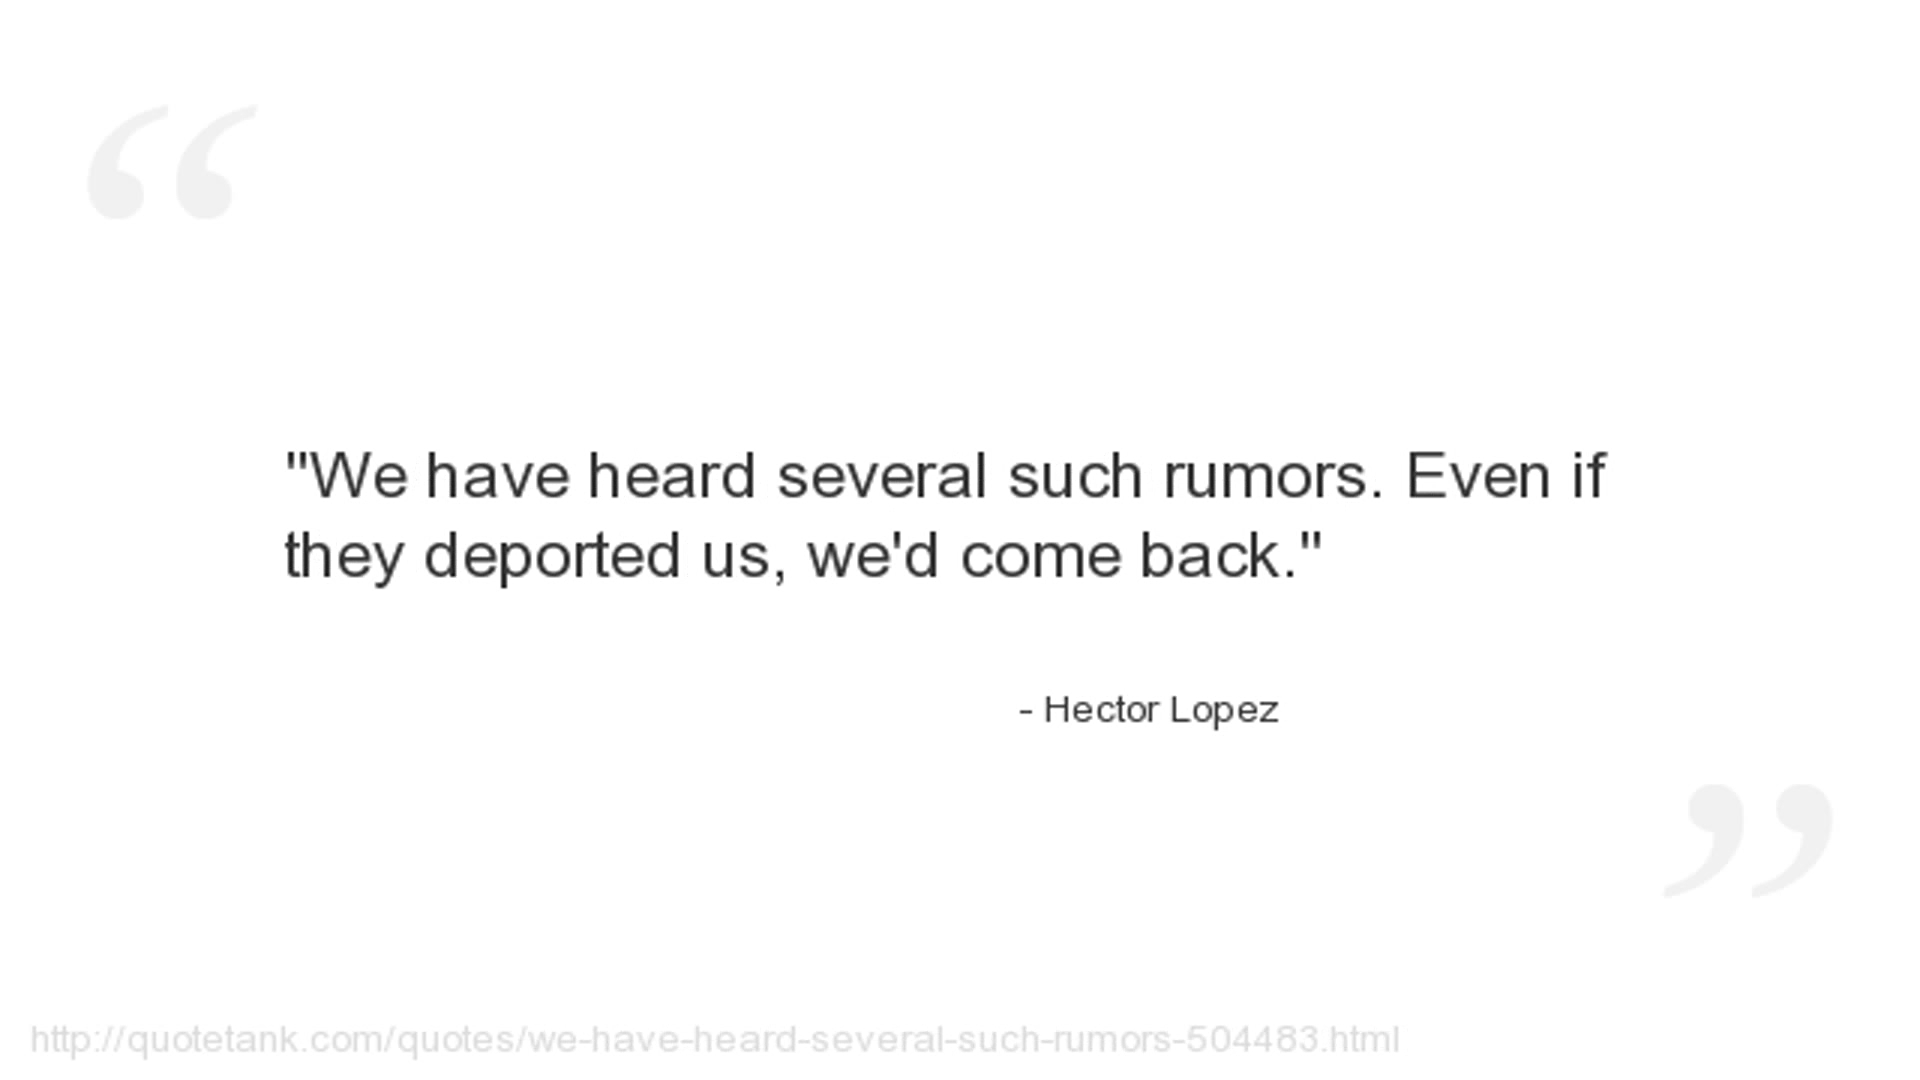 "We have heard several such rumors. Even if
they deported us, we'd come back."
- Hector Lopez
http://quotetank.com/quotes/we-have-heard-several-such-rumors-504483.html